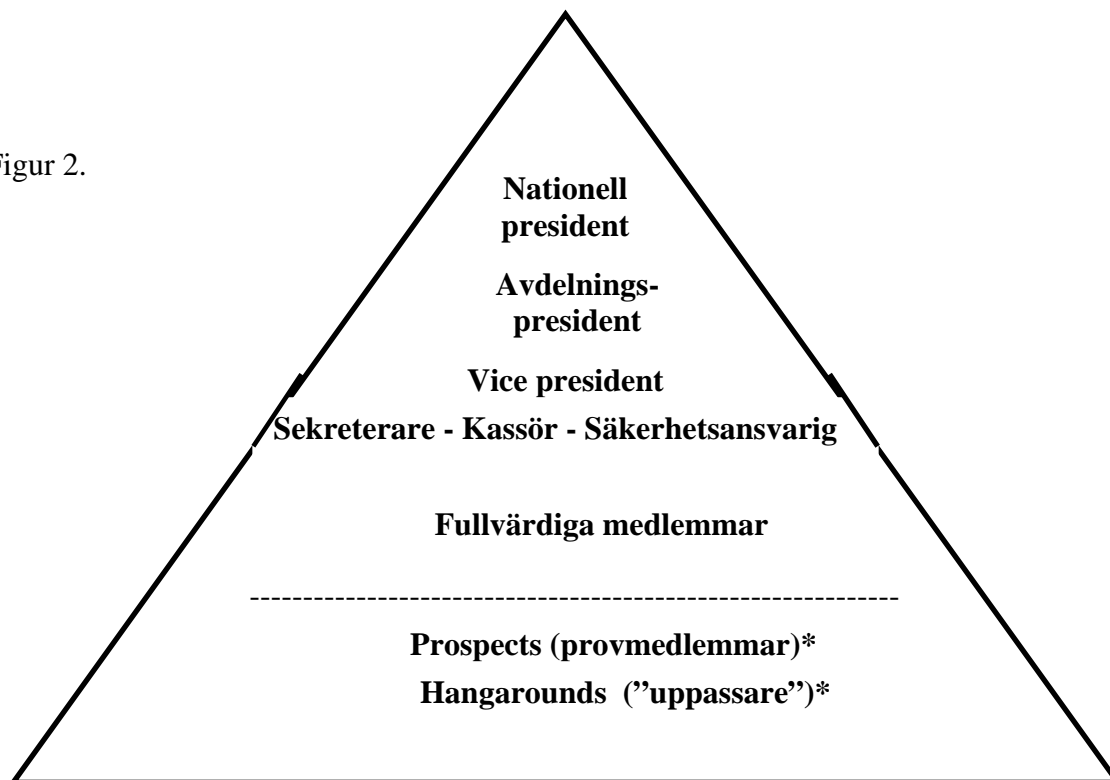 Figur 2.
Nationell
president
Avdelnings-
president
Vice president
Sekreterare - Kassör - Säkerhetsansvarig
Fullvärdiga medlemmar
--------------------------------------------------------------
Prospects (provmedlemmar)*
Hangarounds (”uppassare”)*